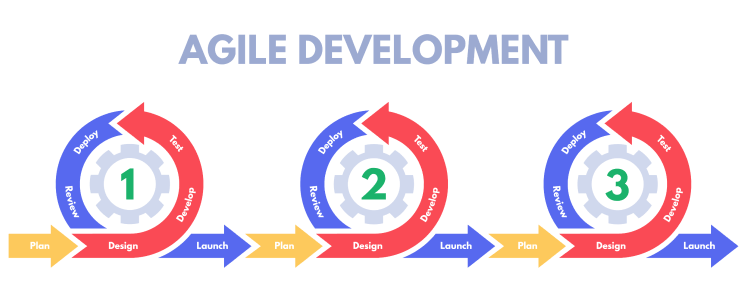 AGILE DEVELOPMENT
Plan
Design
Develop
Test
Deploy
Review
Launch
1
Plan
Design
Develop
Test
Deploy
Review
Launch
2
Plan
Design
Develop
Test
Deploy
Review
Launch
3